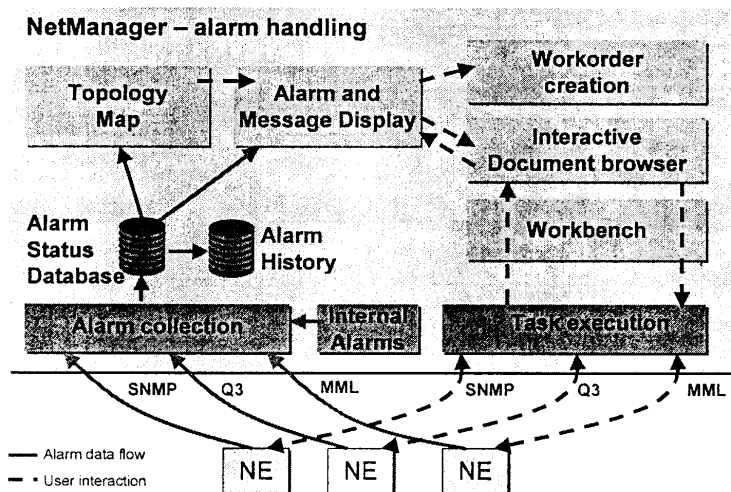 NetManager – alarm handling
Topology
Map
Alarm and
Message Display
Workorder
creation
Interactive
Document browser
Workbench
Alarm
Status
Database
Alarm
History
Alarm collection
Internal
Alarms
Task execution
SNMP
Q3
MML
SNMP
Q3
MML
NE
NE
NE
Alarm data flow
User interaction